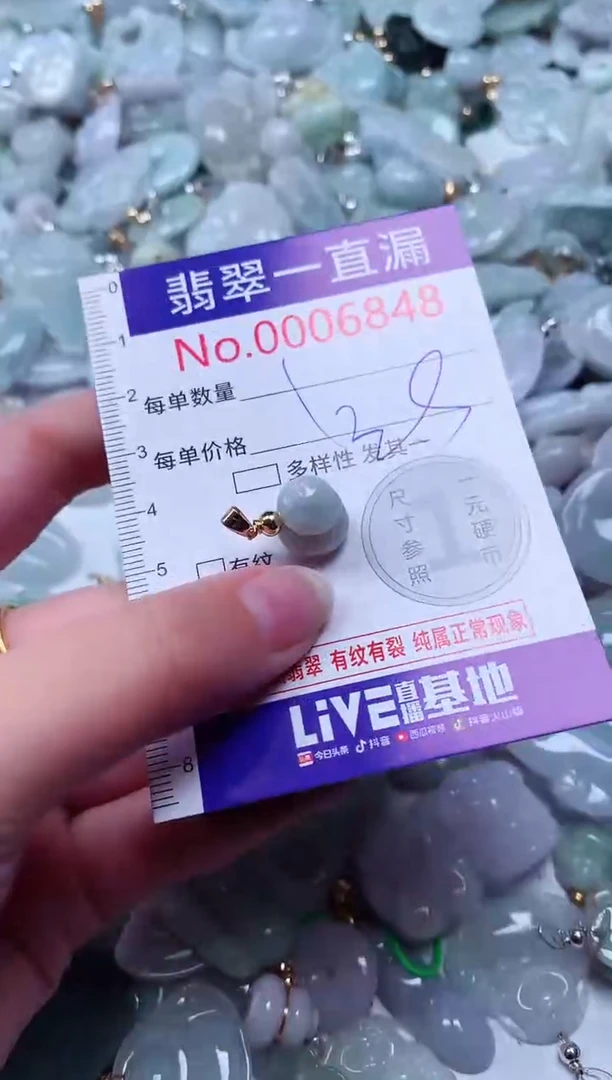 翡翠一直漏
No.0006848
每单数量
每单价格
多样性 发其一
尺寸参照
一元硬币
1
有纹
翡翠 有纹有裂 纯属正常现象
LiVE直播基地
今日头条 抖音 西瓜视频 抖音火山版
0
1
2
3
4
5
8